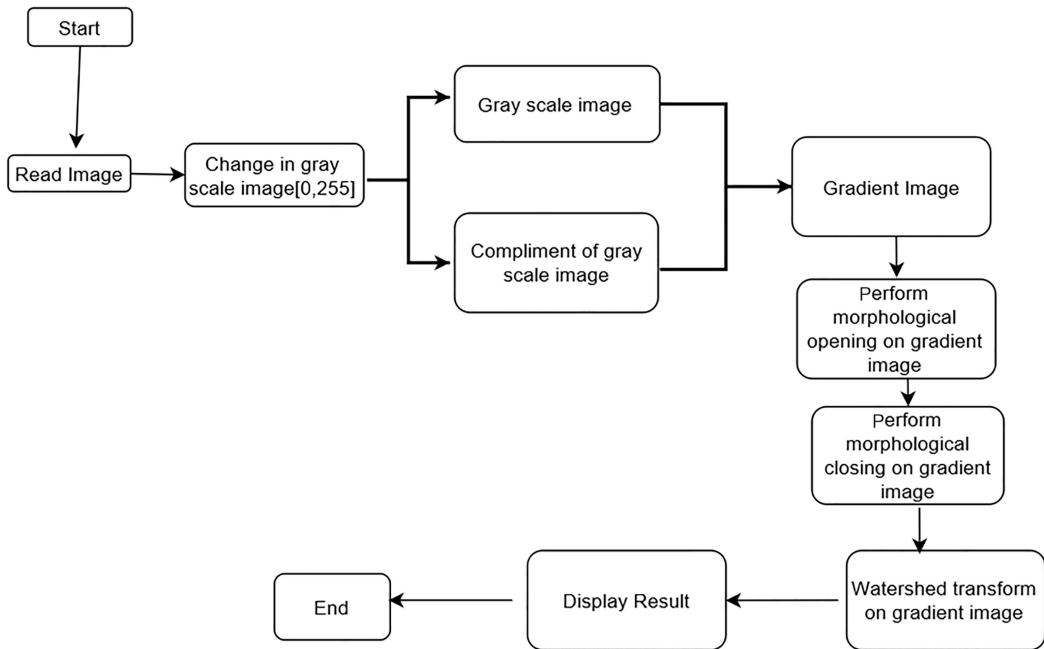 Start
Read Image
Change in gray
scale image[0,255]
Gray scale image
Compliment of gray
scale image
Gradient Image
Perform
morphological
opening on gradient
image
Perform
morphological
closing on gradient
image
Watershed transform
on gradient image
Display Result
End